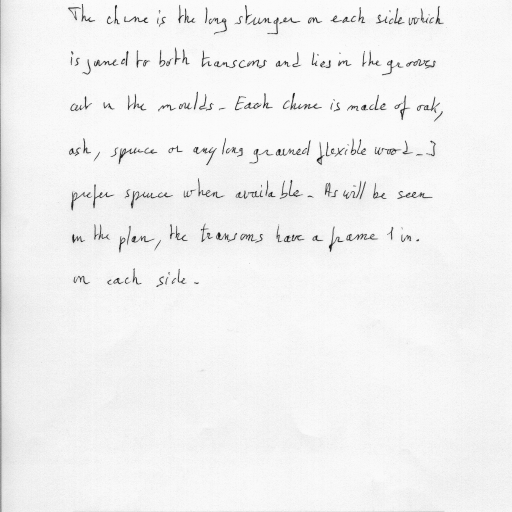 The chine is the long stringer on each side which
is joined to both transoms and lies in the grooves
cut in the moulds. Each chine is made of oak,
ash, spruce or any long grained flexible wood. I
prefer spruce when available. As will be seen
in the plan, the transoms have a frame 1 in.
on each side.